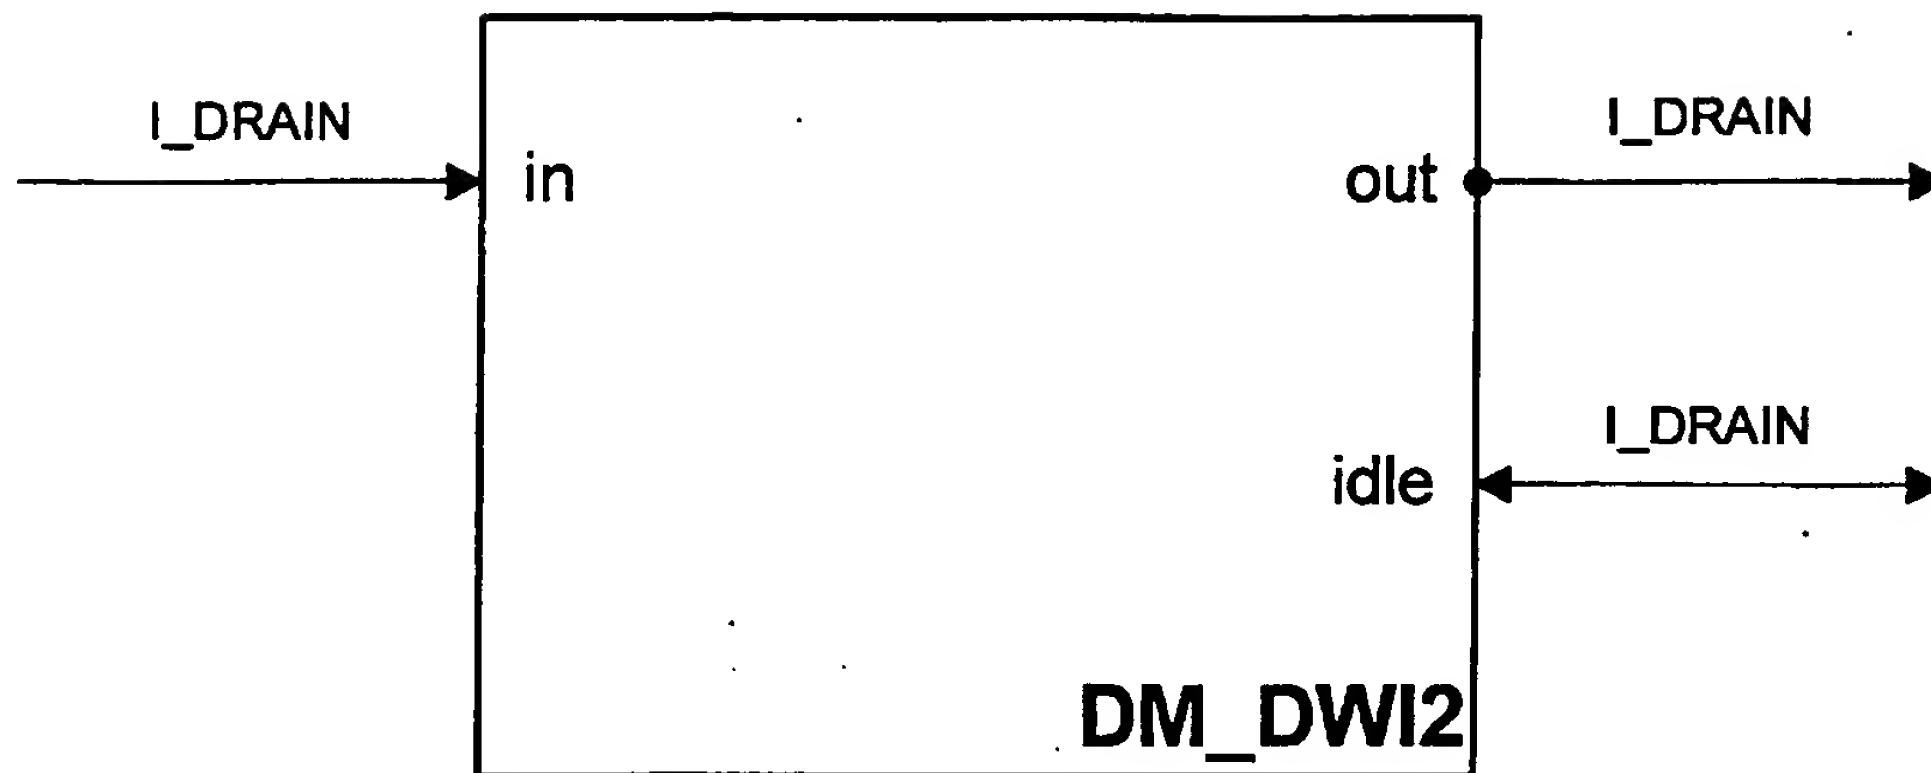 I_DRAIN
I_DRAIN
in
out
I_DRAIN
idle
DM_DWI2